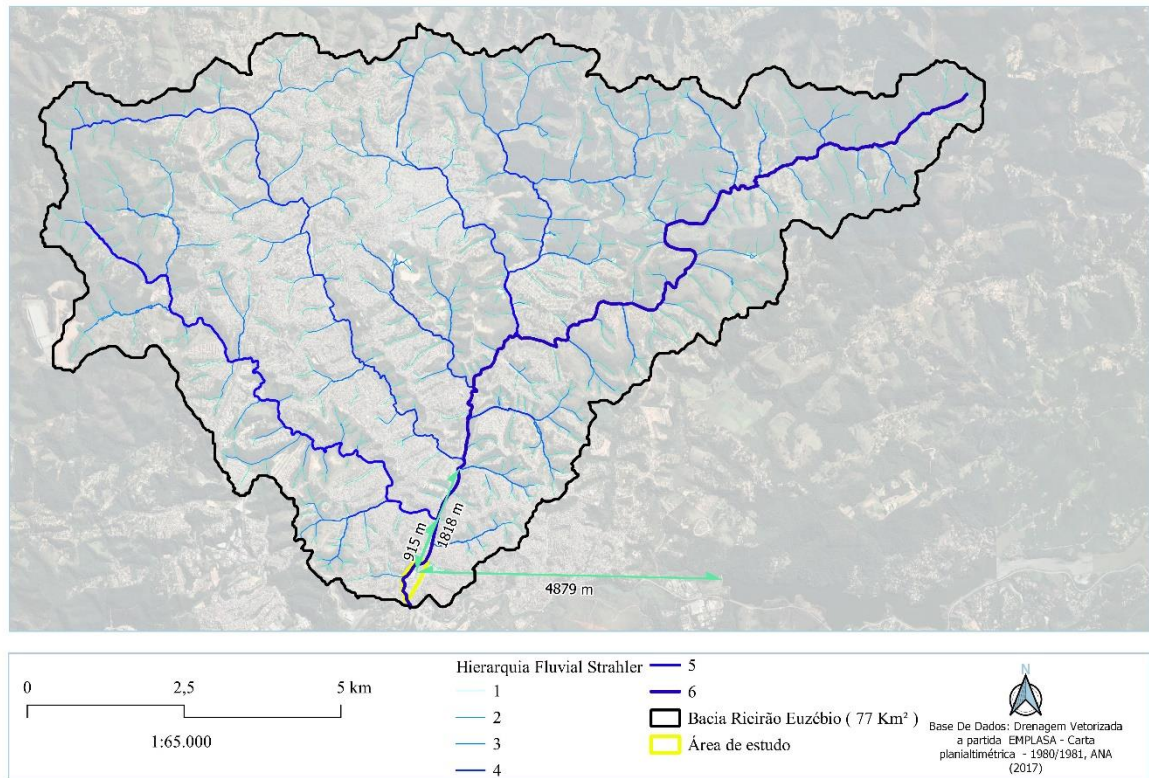 915 m
1818 m
4879 m
0 2,5 5 km
1:65.000
Hierarquia Fluvial Strahler
1
2
3
4
5
6
Bacia Ricirão Euzébio ( 77 Km² )
Área de estudo
N
Base De Dados: Drenagem Vetorizada
a partida EMPLASA - Carta
planialtimétrica - 1980/1981, ANA
(2017)